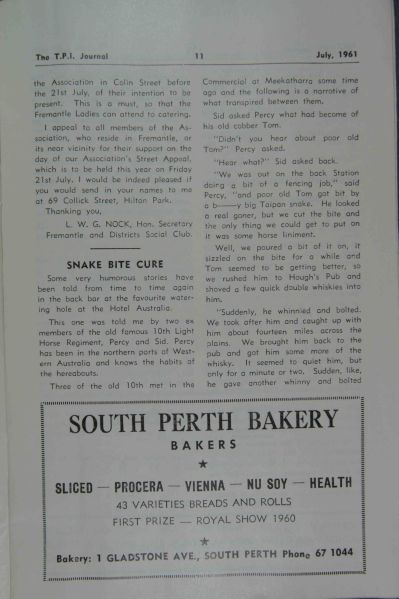 The T.P.I. Journal 11 July, 1961
the Association in Colin Street before
the 21st July, of their intention to be
present. This is a must, so that the
Fremantle Ladies can attend to catering.
I appeal to all members of the As-
sociation, who reside in Fremantle, or
its near vicinity for their support on the
day of our Association's Street Appeal,
which is to be held this year on Friday
21st July. I would be indeed pleased if
you would send in your names to me
at 69 Collick Street, Hilton Park.
Thanking you,
L. W. G. NOCK, Hon. Secretary
Fremantle and Districts Social Club.
SNAKE BITE CURE
Some very humorous stories have
been told from time to time again
in the back bar at the favourite water-
ing hole at the Hotel Australia.
This one was told me by two ex
members of the old famous 10th Light
Horse Regiment, Percy and Sid. Percy
has been in the northern parts of West-
ern Australia and knows the habits of
the hereabouts.
Three of the old 10th met in the
Commercial at Meekatharra some time
ago and the following is a narrative of
what transpired between them.
Sid asked Percy what had become of
his old cobber Tom.
"Didn't you hear about poor old
Tom?" Percy asked.
"Hear what?" Sid asked back.
"We was out on the back Station
doing a bit of a fencing job," said
Percy, "and poor old Tom got bit by
a b——y big Taipan snake. He looked
a real goner, but we cut the bite and
the only thing we could get to put on
it was some horse liniment.
Well, we poured a bit of it on, it
sizzled on the bite for a while and
Tom seemed to be getting better, so
we rushed him to Hough's Pub and
shoved a few quick double whiskies into
him.
"Suddenly, he whinnied and bolted.
We took after him and caught up with
him about fourteen miles across the
plains. We brought him back to the
pub and got him some more of the
whisky. It seemed to quiet him, but
only for a minute or two. Sudden, like,
he gave another whinny and bolted
SOUTH PERTH BAKERY
BAKERS
SLICED — PROCERA — VIENNA — NU SOY — HEALTH
43 VARIETIES BREADS AND ROLLS
FIRST PRIZE — ROYAL SHOW 1960
Bakery: 1 GLADSTONE AVE., SOUTH PERTH Phone 67 1044